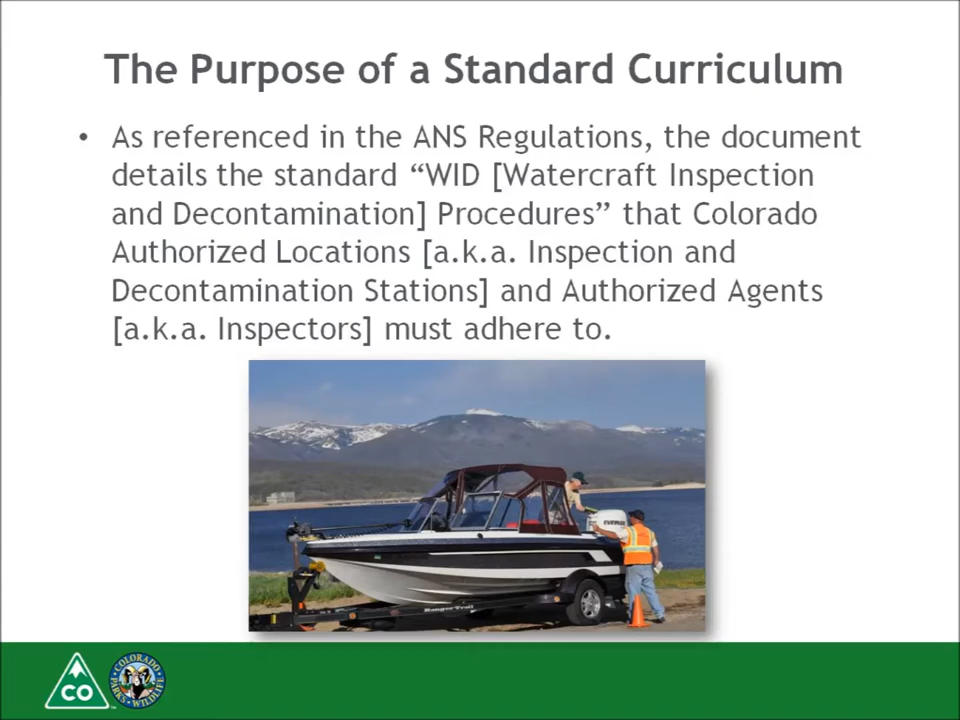 The Purpose of a Standard Curriculum
• As referenced in the ANS Regulations, the document
details the standard “WID [Watercraft Inspection
and Decontamination] Procedures” that Colorado
Authorized Locations [a.k.a. Inspection and
Decontamination Stations] and Authorized Agents
[a.k.a. Inspectors] must adhere to.
Ranger Trail
CO
COLORADO
PARKS WILDLIFE